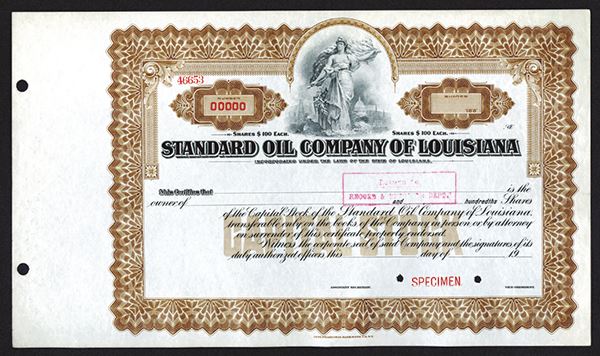 46653
NUMBER
00000
NUMBER
SHARES $100 EACH.
SHARES $100 EACH.
STANDARD OIL COMPANY OF LOUISIANA
INCORPORATED UNDER THE LAWS OF THE STATE OF LOUISIANA.
This Certifies that is the
owner of and hundredths Shares
of the Capital Stock of the Standard Oil Company of Louisiana,
transferable only on the books of the Company in person, or by attorney
on surrender of this certificate properly endorsed.
Witness the corporate seal of said Company and the signatures of its
duly authorized officers this day of 19
SPECIMEN